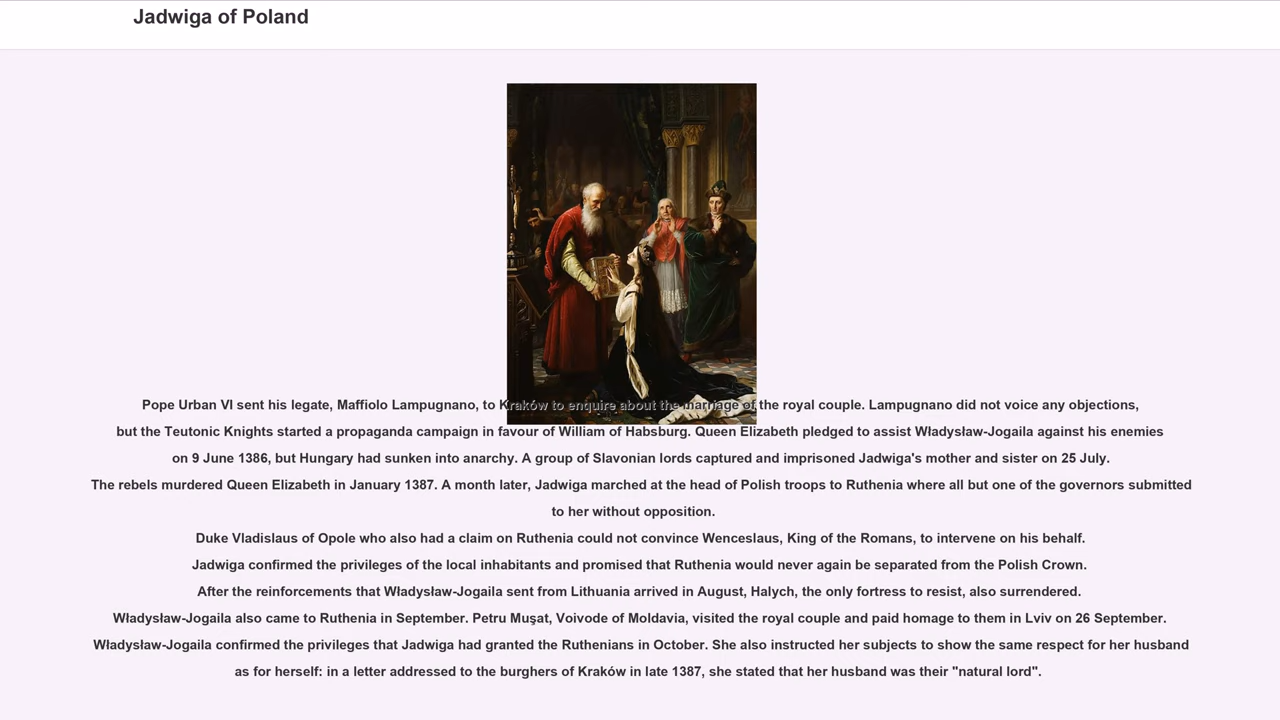 Jadwiga of Poland
Pope Urban VI sent his legate, Maffiolo Lampugnano, to Kraków to enquire about the marriage of the royal couple. Lampugnano did not voice any objections,
but the Teutonic Knights started a propaganda campaign in favour of William of Habsburg. Queen Elizabeth pledged to assist Władysław-Jogaila against his enemies
on 9 June 1386, but Hungary had sunken into anarchy. A group of Slavonian lords captured and imprisoned Jadwiga's mother and sister on 25 July.
The rebels murdered Queen Elizabeth in January 1387. A month later, Jadwiga marched at the head of Polish troops to Ruthenia where all but one of the governors submitted
to her without opposition.
Duke Vladislaus of Opole who also had a claim on Ruthenia could not convince Wenceslaus, King of the Romans, to intervene on his behalf.
Jadwiga confirmed the privileges of the local inhabitants and promised that Ruthenia would never again be separated from the Polish Crown.
After the reinforcements that Władysław-Jogaila sent from Lithuania arrived in August, Halych, the only fortress to resist, also surrendered.
Władysław-Jogaila also came to Ruthenia in September. Petru Muşat, Voivode of Moldavia, visited the royal couple and paid homage to them in Lviv on 26 September.
Władysław-Jogaila confirmed the privileges that Jadwiga had granted the Ruthenians in October. She also instructed her subjects to show the same respect for her husband
as for herself: in a letter addressed to the burghers of Kraków in late 1387, she stated that her husband was their "natural lord".